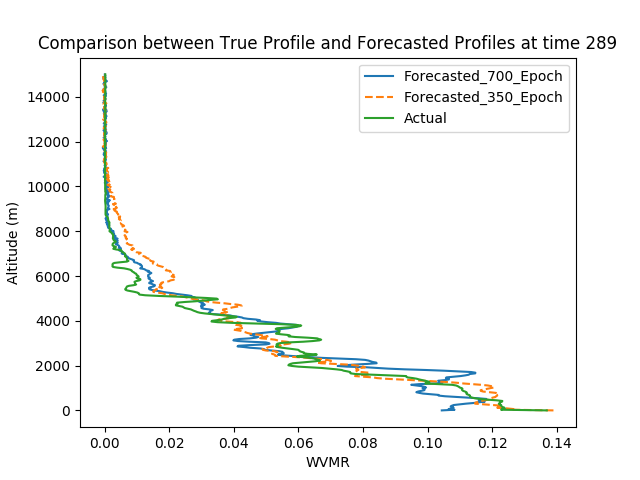 Comparison between True Profile and Forecasted Profiles at time 289
Forecasted_700_Epoch
Forecasted_350_Epoch
Actual
14000
12000
10000
8000
6000
4000
2000
0
Altitude (m)
0.00 0.02 0.04 0.06 0.08 0.10 0.12 0.14
WVMR